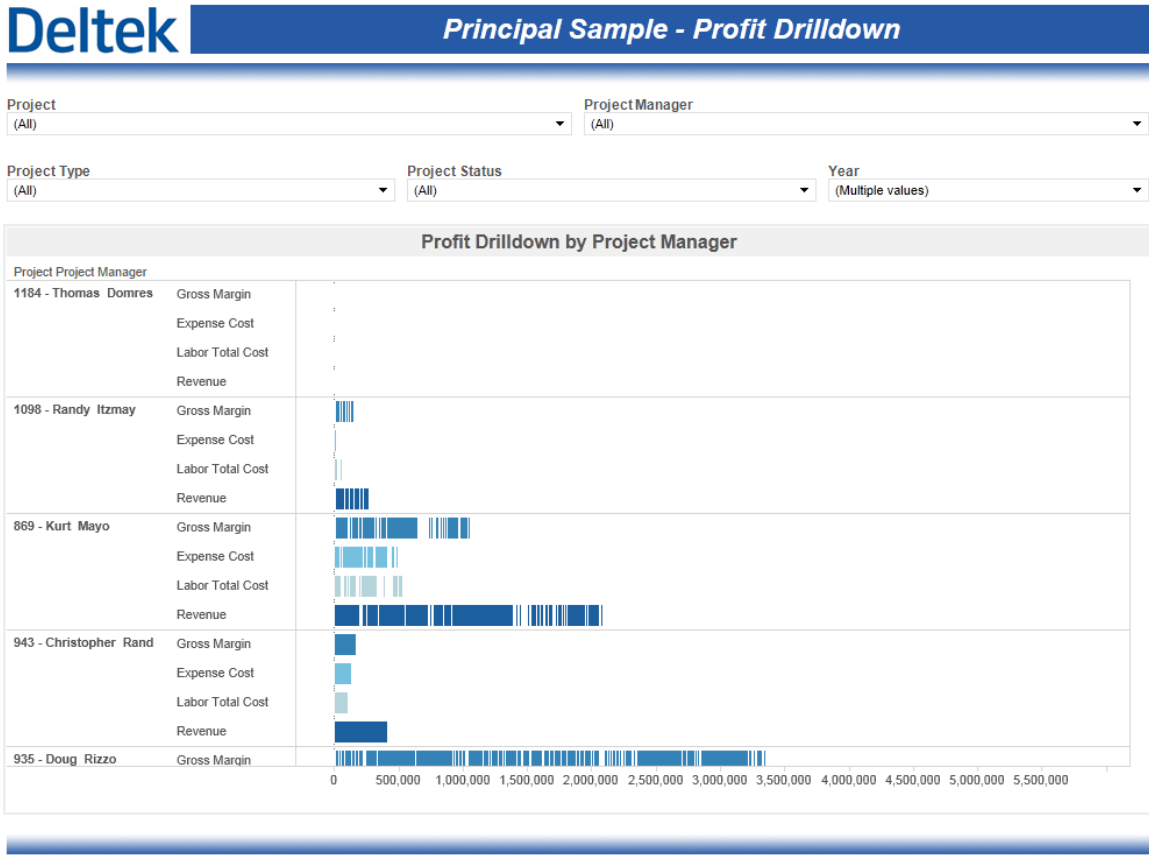 Deltek
Principal Sample - Profit Drilldown
Project
Project Manager
(All)
(All)
Project Type
Project Status
Year
(All)
(All)
(Multiple values)
Profit Drilldown by Project Manager
Project Project Manager
1184 - Thomas Domres
Gross Margin
Expense Cost
Labor Total Cost
Revenue
1098 - Randy Itzmay
Gross Margin
Expense Cost
Labor Total Cost
Revenue
869 - Kurt Mayo
Gross Margin
Expense Cost
Labor Total Cost
Revenue
943 - Christopher Rand
Gross Margin
Expense Cost
Labor Total Cost
Revenue
935 - Doug Rizzo
Gross Margin
0 500,000 1,000,000 1,500,000 2,000,000 2,500,000 3,000,000 3,500,000 4,000,000 4,500,000 5,000,000 5,500,000